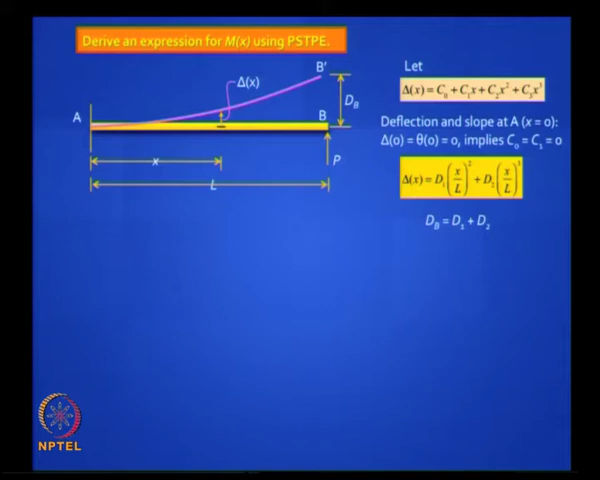 Derive an expression for M(x) using PSTPE.
Let
Δ(x) = C₀ + C₁x + C₂x² + C₃x³
Deflection and slope at A (x = 0):
Δ(0) = θ(0) = 0, implies C₀ = C₁ = 0
Δ(x) = D₁(x/L)² + D₂(x/L)³
D_B = D₁ + D₂
B'
Δ(x)
D_B
A
B
x
P
L
NPTEL